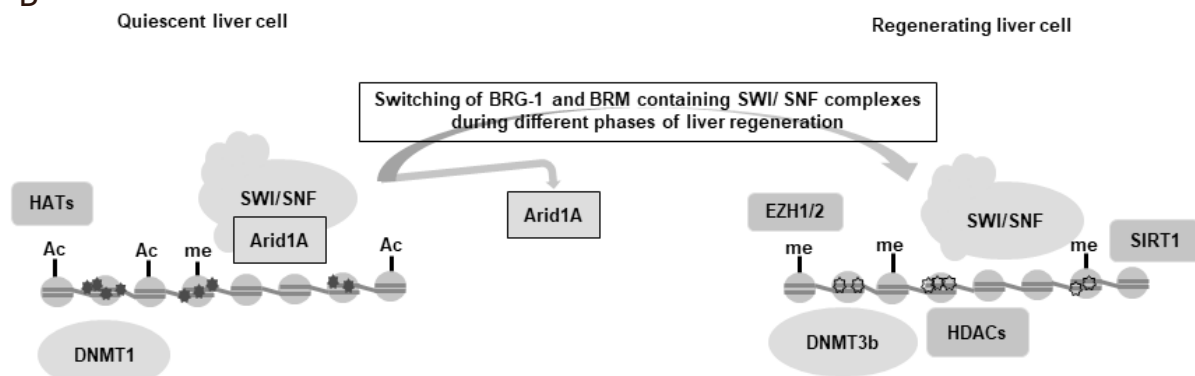 Quiescent liver cell
Regenerating liver cell
Switching of BRG-1 and BRM containing SWI/ SNF complexes
during different phases of liver regeneration
HATs
SWI/SNF
Arid1A
Ac
Ac
me
Ac
DNMT1
Arid1A
EZH1/2
SWI/SNF
SIRT1
me
me
me
DNMT3b
HDACs